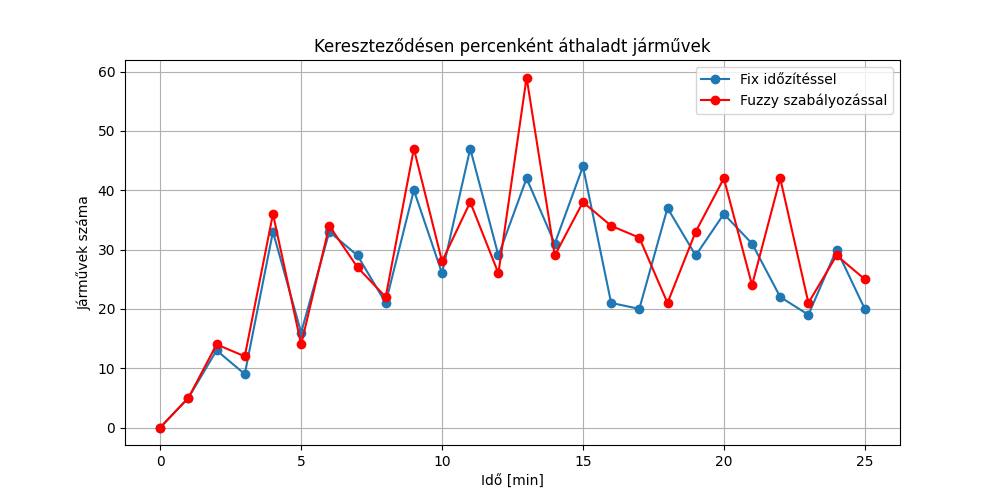 Kereszteződésen percenként áthaladt járművek
Fix időzítéssel
Fuzzy szabályozással
Járművek száma
60
50
40
30
20
10
0
0 5 10 15 20 25
Idő [min]